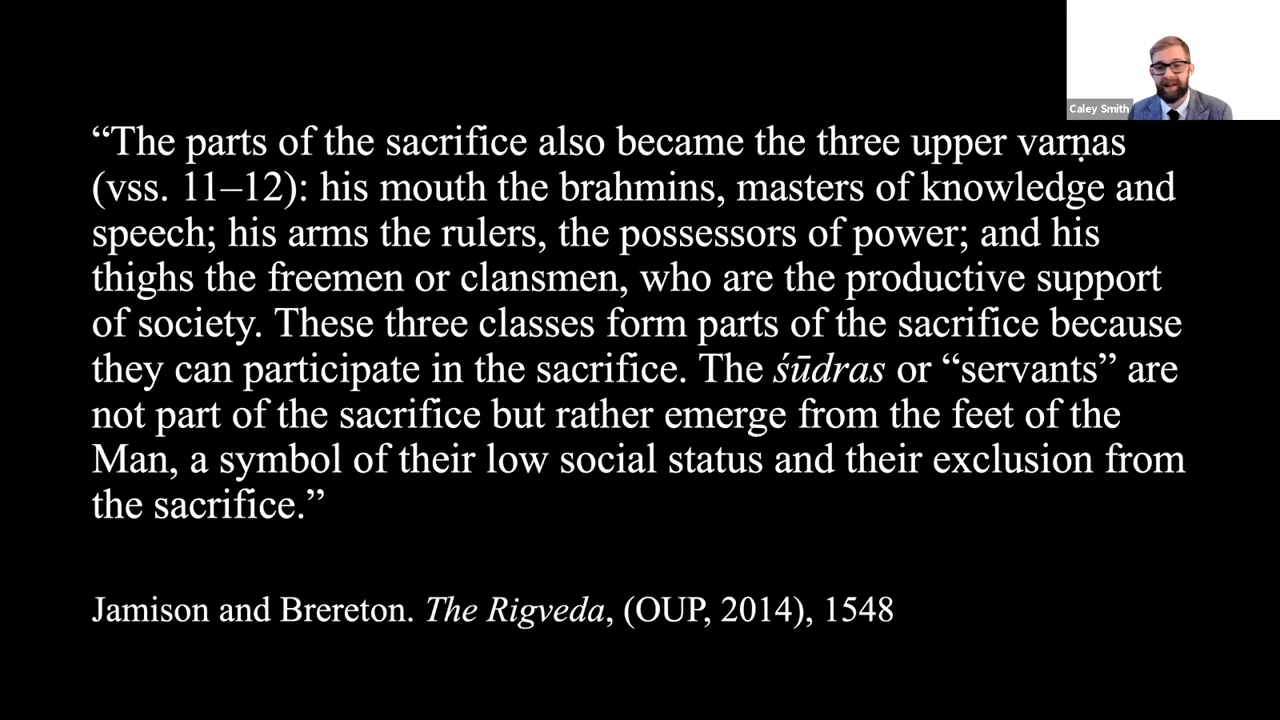 Caley Smith
“The parts of the sacrifice also became the three upper varṇas
(vss. 11–12): his mouth the brahmins, masters of knowledge and
speech; his arms the rulers, the possessors of power; and his
thighs the freemen or clansmen, who are the productive support
of society. These three classes form parts of the sacrifice because
they can participate in the sacrifice. The śūdras or “servants” are
not part of the sacrifice but rather emerge from the feet of the
Man, a symbol of their low social status and their exclusion from
the sacrifice.”
Jamison and Brereton. The Rigveda, (OUP, 2014), 1548